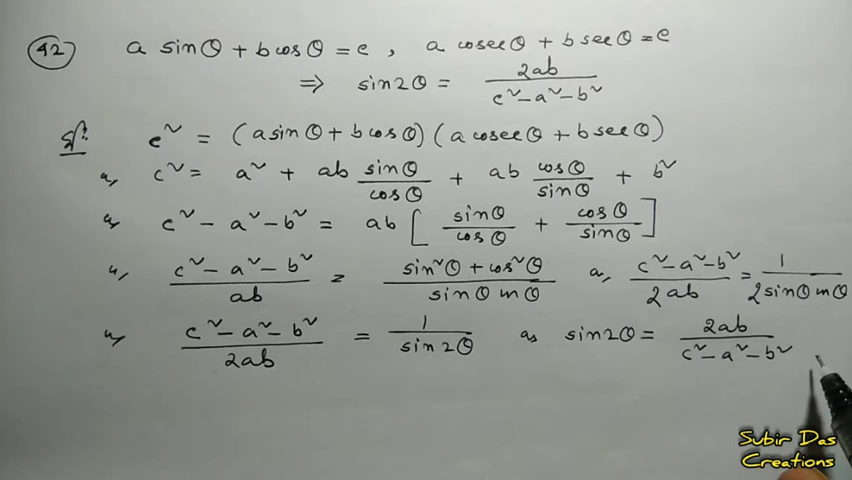 42 a sinθ + b cosθ = c, a cosecθ + b secθ = c
⇒ sin2θ = 2ab / (c² − a² − b²)
c² = (a sinθ + b cosθ)(a cosecθ + b secθ)
c² = a² + ab sinθ/cosθ + ab cosθ/sinθ + b²
c² − a² − b² = ab [ sinθ/cosθ + cosθ/sinθ ]
(c² − a² − b²)/ab = (sin²θ + cos²θ)/(sinθ cosθ) (c² − a² − b²)/2ab = 1/(2 sinθ cosθ)
(c² − a² − b²)/2ab = 1/sin2θ sin2θ = 2ab/(c² − a² − b²)
Subir Das
Creations